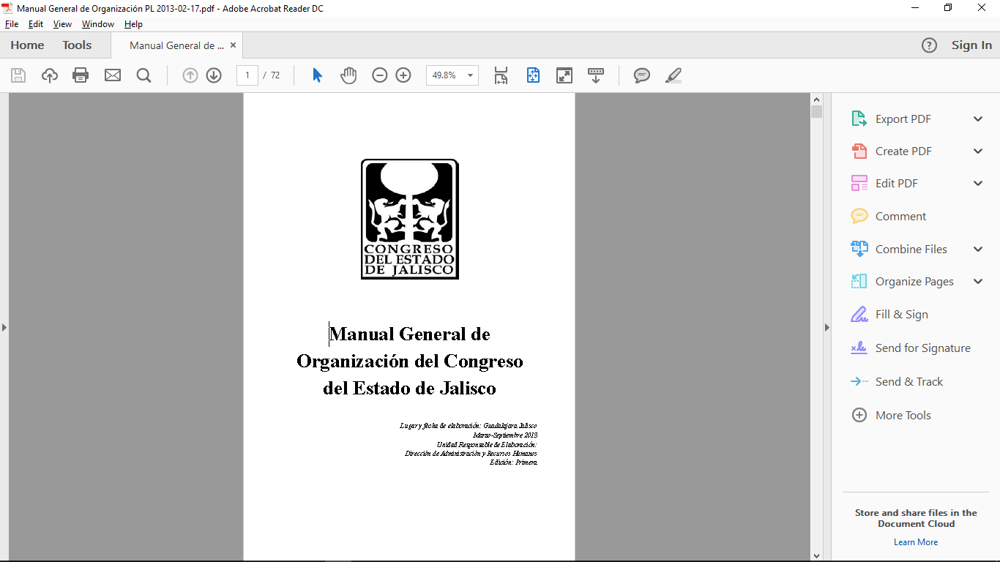 Manual General de Organización PL 2013-02-17.pdf - Adobe Acrobat Reader DC
File Edit View Window Help
Home Tools Manual General de ... × Sign In
1 / 72 49.8%
CONGRESO
DEL ESTADO
DE JALISCO
Manual General de
Organización del Congreso
del Estado de Jalisco
Lugar y fecha de elaboración: Guadalajara Jalisco
Marzo-Septiembre 2013
Unidad Responsable de Elaboración:
Dirección de Administración y Recursos Humanos
Edición: Primera
Export PDF
Create PDF
Edit PDF
Comment
Combine Files
Organize Pages
Fill & Sign
Send for Signature
Send & Track
More Tools
Store and share files in the
Document Cloud
Learn More